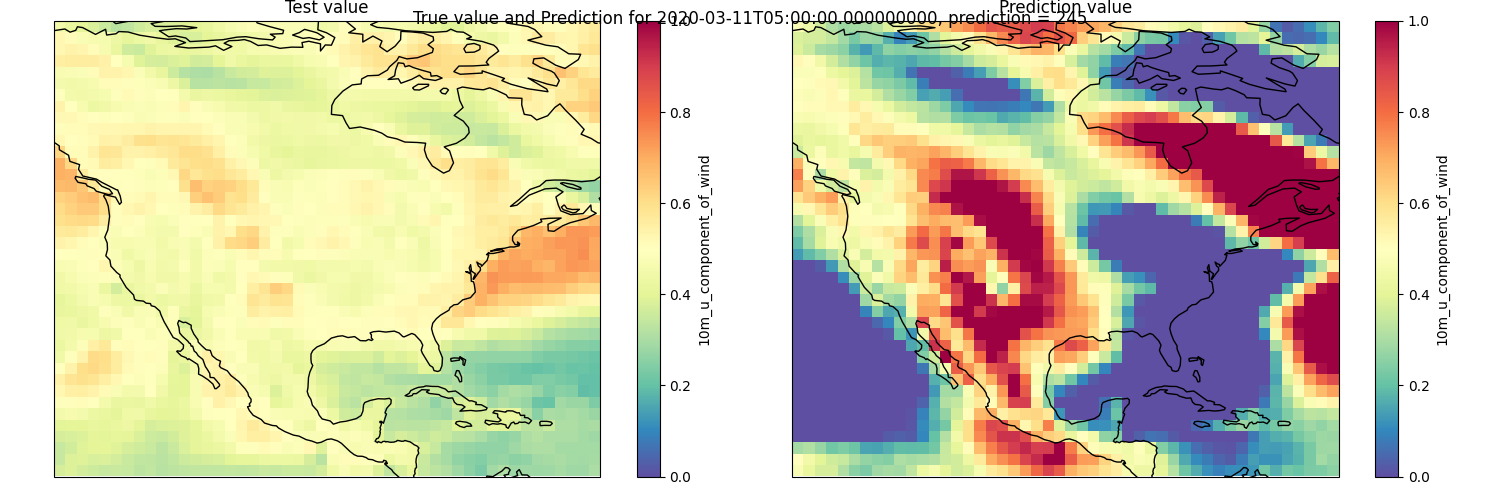 Test value
True value and Prediction for 2020-03-11T05:00:00.000000000, prediction = 245
Prediction value
1.0
0.8
0.6
0.4
0.2
0.0
10m_u_component_of_wind
1.0
0.8
0.6
0.4
0.2
0.0
10m_u_component_of_wind